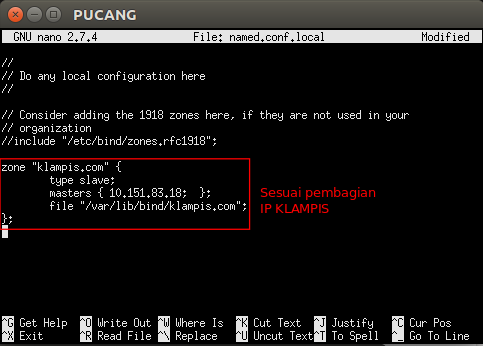 PUCANG
GNU nano 2.7.4 File: named.conf.local Modified
//
// Do any local configuration here
//
// Consider adding the 1918 zones here, if they are not used in your
// organization
//include "/etc/bind/zones.rfc1918";
zone "klampis.com" {
type slave;
masters { 10.151.83.18; };
file "/var/lib/bind/klampis.com";
};
Sesuai pembagian
IP KLAMPIS
^G Get Help ^O Write Out ^W Where Is ^K Cut Text ^J Justify ^C Cur Pos
^X Exit ^R Read File ^\ Replace ^U Uncut Text ^T To Spell ^_ Go To Line